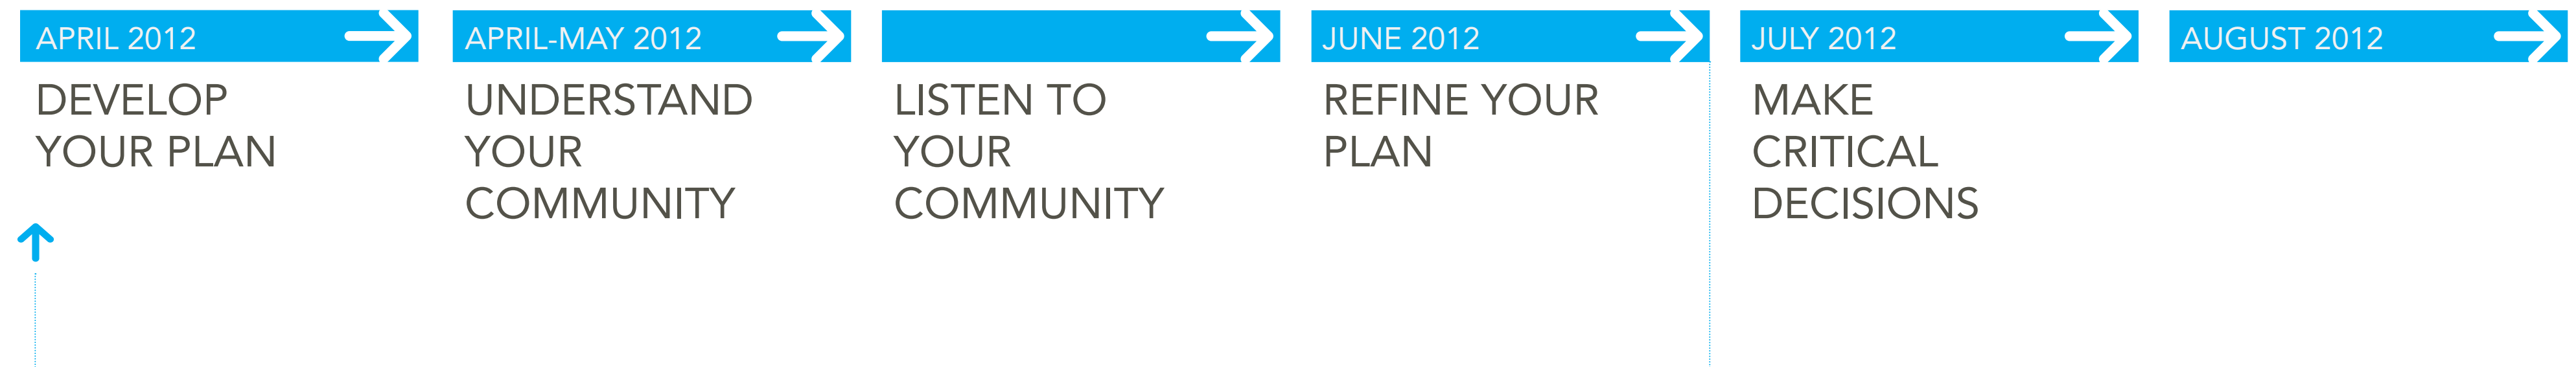 APRIL 2012
DEVELOP
YOUR PLAN
APRIL-MAY 2012
UNDERSTAND
YOUR
COMMUNITY
LISTEN TO
YOUR
COMMUNITY
JUNE 2012
REFINE YOUR
PLAN
JULY 2012
MAKE
CRITICAL
DECISIONS
AUGUST 2012